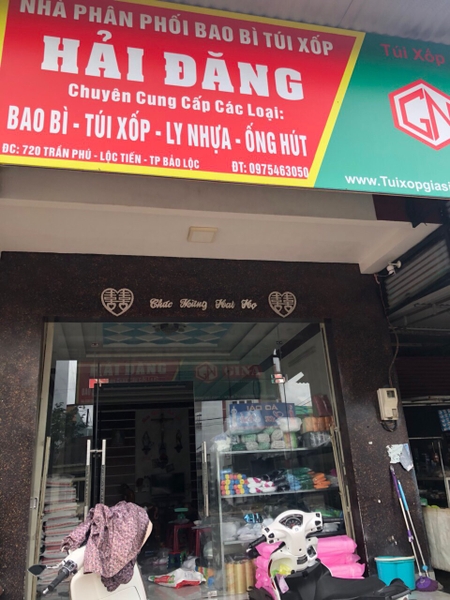 NHÀ PHÂN PHỐI BAO BÌ TÚI XỐP
HẢI ĐĂNG
Chuyên Cung Cấp Các Loại:
BAO BÌ - TÚI XỐP - LY NHỰA - ỐNG HÚT
ĐC: 720 TRẦN PHÚ - LỘC TIẾN - TP BẢO LỘC
ĐT: 0975463050
Túi Xốp
GN
www.Tuixopgias
Chúc Mừng Hai Họ